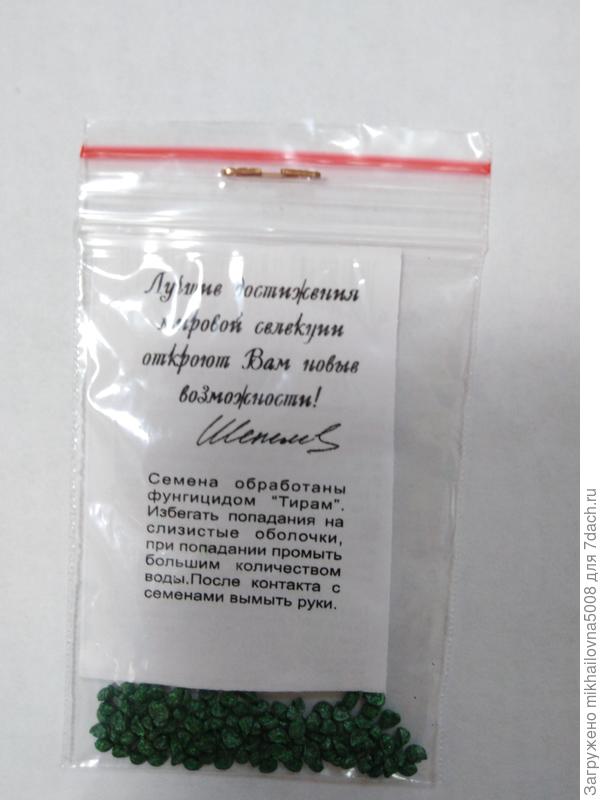 Лучшие достижения
мировой селекции
откроют Вам новые
возможности!
Шепелев
Семена обработаны
фунгицидом "Тирам".
Избегать попадания на
слизистые оболочки,
при попадании промыть
большим количеством
воды.После контакта с
семенами вымыть руки.
Загружено mikhailovna5008 для 7dach.ru